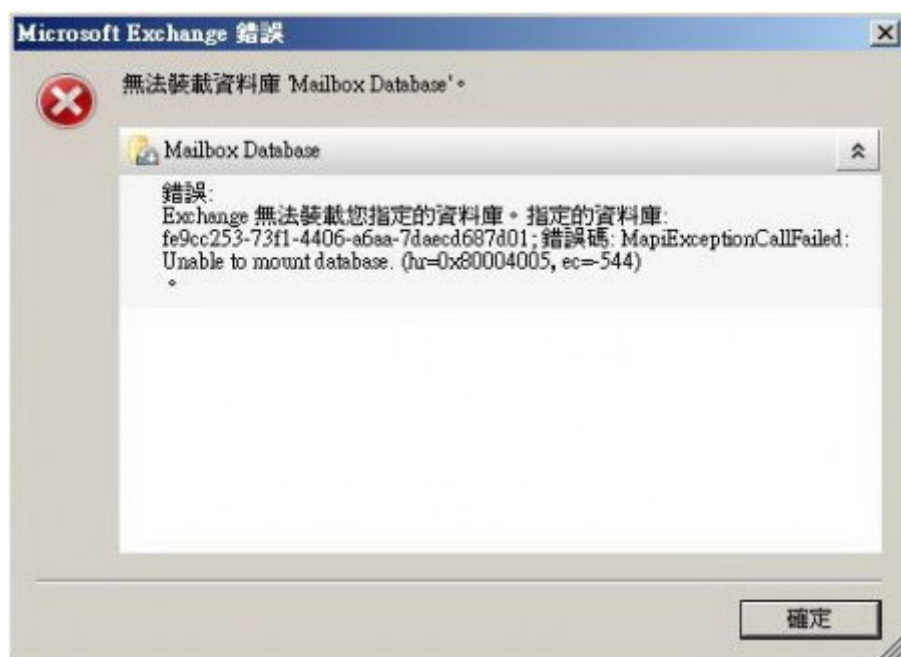 Microsoft Exchange 錯誤
無法裝載資料庫 'Mailbox Database'。
Mailbox Database
錯誤:
Exchange 無法裝載您指定的資料庫。指定的資料庫:
fe9cc253-73f1-4406-a6aa-7daecd687d01; 錯誤碼: MapiExceptionCallFailed:
Unable to mount database. (hr=0x80004005, ec=-544)
。
確定